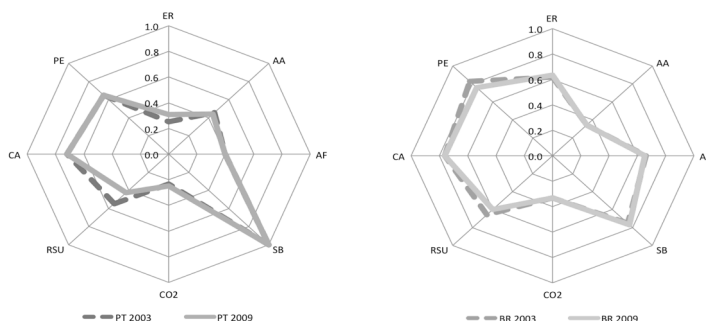 ER
1.0
0.8
PE
AA
0.6
0.4
0.2
CA
0.0
AF
RSU
SB
CO2
PT 2003 PT 2009
ER
1.0
PE
0.8
AA
0.6
0.4
0.2
CA
0.0
A
RSU
SB
CO2
BR 2003 BR 2009